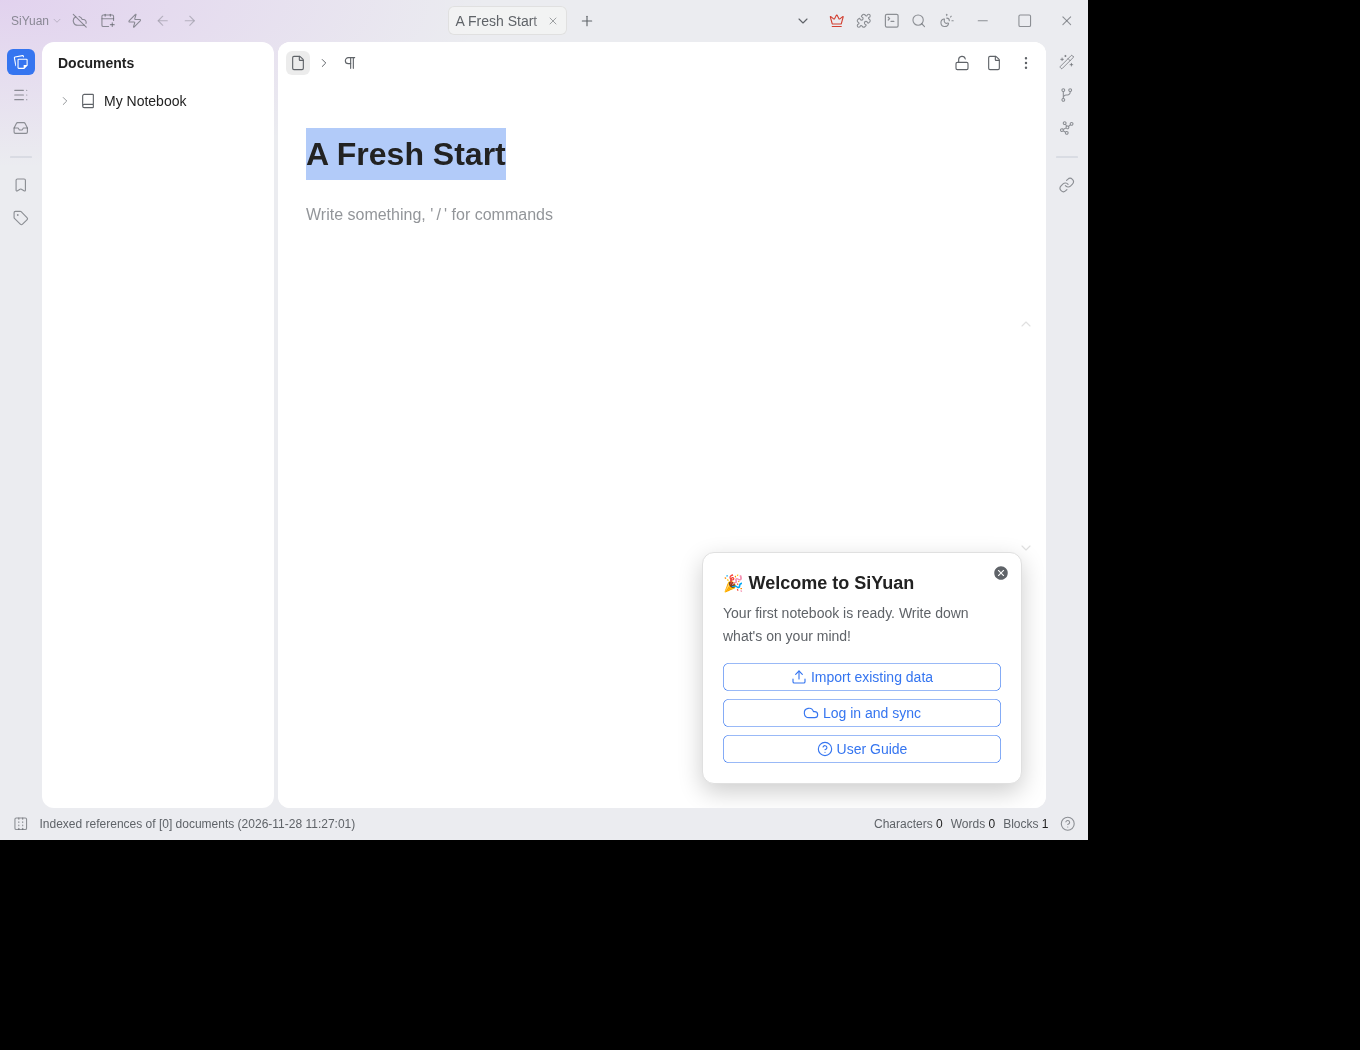 SiYuan
A Fresh Start
Documents
My Notebook
A Fresh Start
Write something, ' / ' for commands
🎉 Welcome to SiYuan
Your first notebook is ready. Write down
what's on your mind!
Import existing data
Log in and sync
User Guide
Indexed references of [0] documents (2026-11-28 11:27:01)
Characters 0 Words 0 Blocks 1